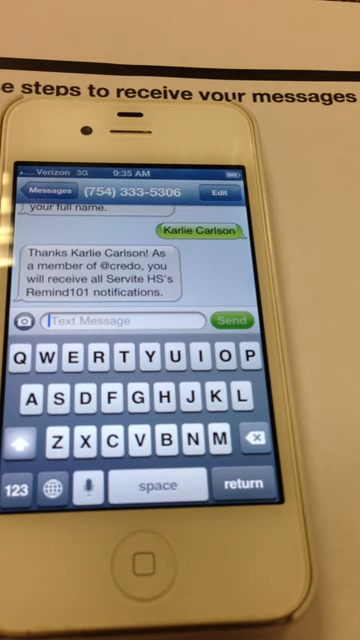 e steps to receive your messages
Verizon 3G 9:35 AM
Messages (754) 333-5306 Edit
your full name.
Karlie Carlson
Thanks Karlie Carlson! As
a member of @credo, you
will receive all Servite HS's
Remind101 notifications.
Text Message Send
Q W E R T Y U I O P
A S D F G H J K L
Z X C V B N M
123 space return